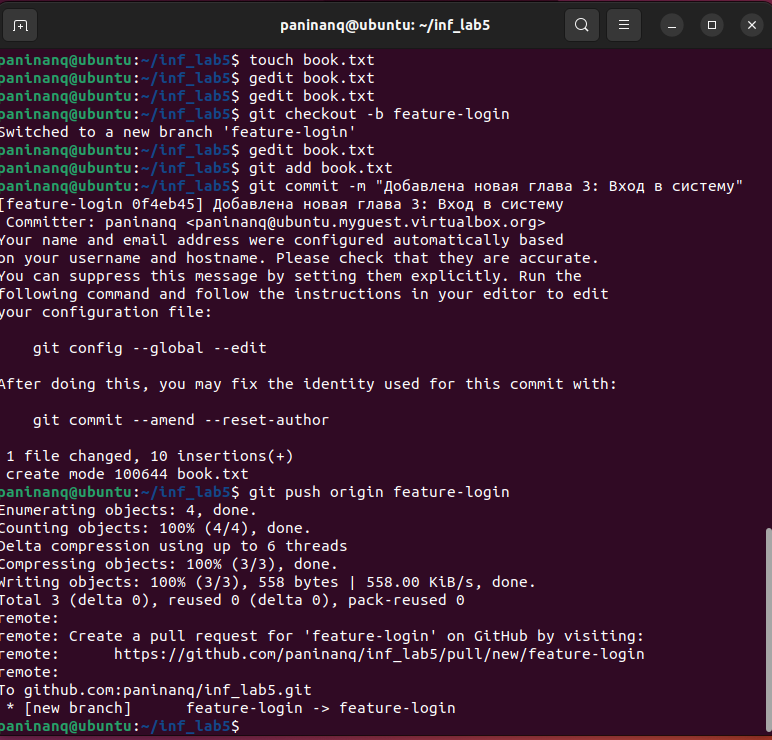 paninanq@ubuntu: ~/inf_lab5
paninanq@ubuntu:~/inf_lab5$ touch book.txt
paninanq@ubuntu:~/inf_lab5$ gedit book.txt
paninanq@ubuntu:~/inf_lab5$ gedit book.txt
paninanq@ubuntu:~/inf_lab5$ git checkout -b feature-login
Switched to a new branch 'feature-login'
paninanq@ubuntu:~/inf_lab5$ gedit book.txt
paninanq@ubuntu:~/inf_lab5$ git add book.txt
paninanq@ubuntu:~/inf_lab5$ git commit -m "Добавлена новая глава 3: Вход в систему"
[feature-login 0f4eb45] Добавлена новая глава 3: Вход в систему
 Committer: paninanq <paninanq@ubuntu.myguest.virtualbox.org>
Your name and email address were configured automatically based
on your username and hostname. Please check that they are accurate.
You can suppress this message by setting them explicitly. Run the
following command and follow the instructions in your editor to edit
your configuration file:

    git config --global --edit

After doing this, you may fix the identity used for this commit with:

    git commit --amend --reset-author

 1 file changed, 10 insertions(+)
 create mode 100644 book.txt
paninanq@ubuntu:~/inf_lab5$ git push origin feature-login
Enumerating objects: 4, done.
Counting objects: 100% (4/4), done.
Delta compression using up to 6 threads
Compressing objects: 100% (3/3), done.
Writing objects: 100% (3/3), 558 bytes | 558.00 KiB/s, done.
Total 3 (delta 0), reused 0 (delta 0), pack-reused 0
remote:
remote: Create a pull request for 'feature-login' on GitHub by visiting:
remote:      https://github.com/paninanq/inf_lab5/pull/new/feature-login
remote:
To github.com:paninanq/inf_lab5.git
 * [new branch]      feature-login -> feature-login
paninanq@ubuntu:~/inf_lab5$